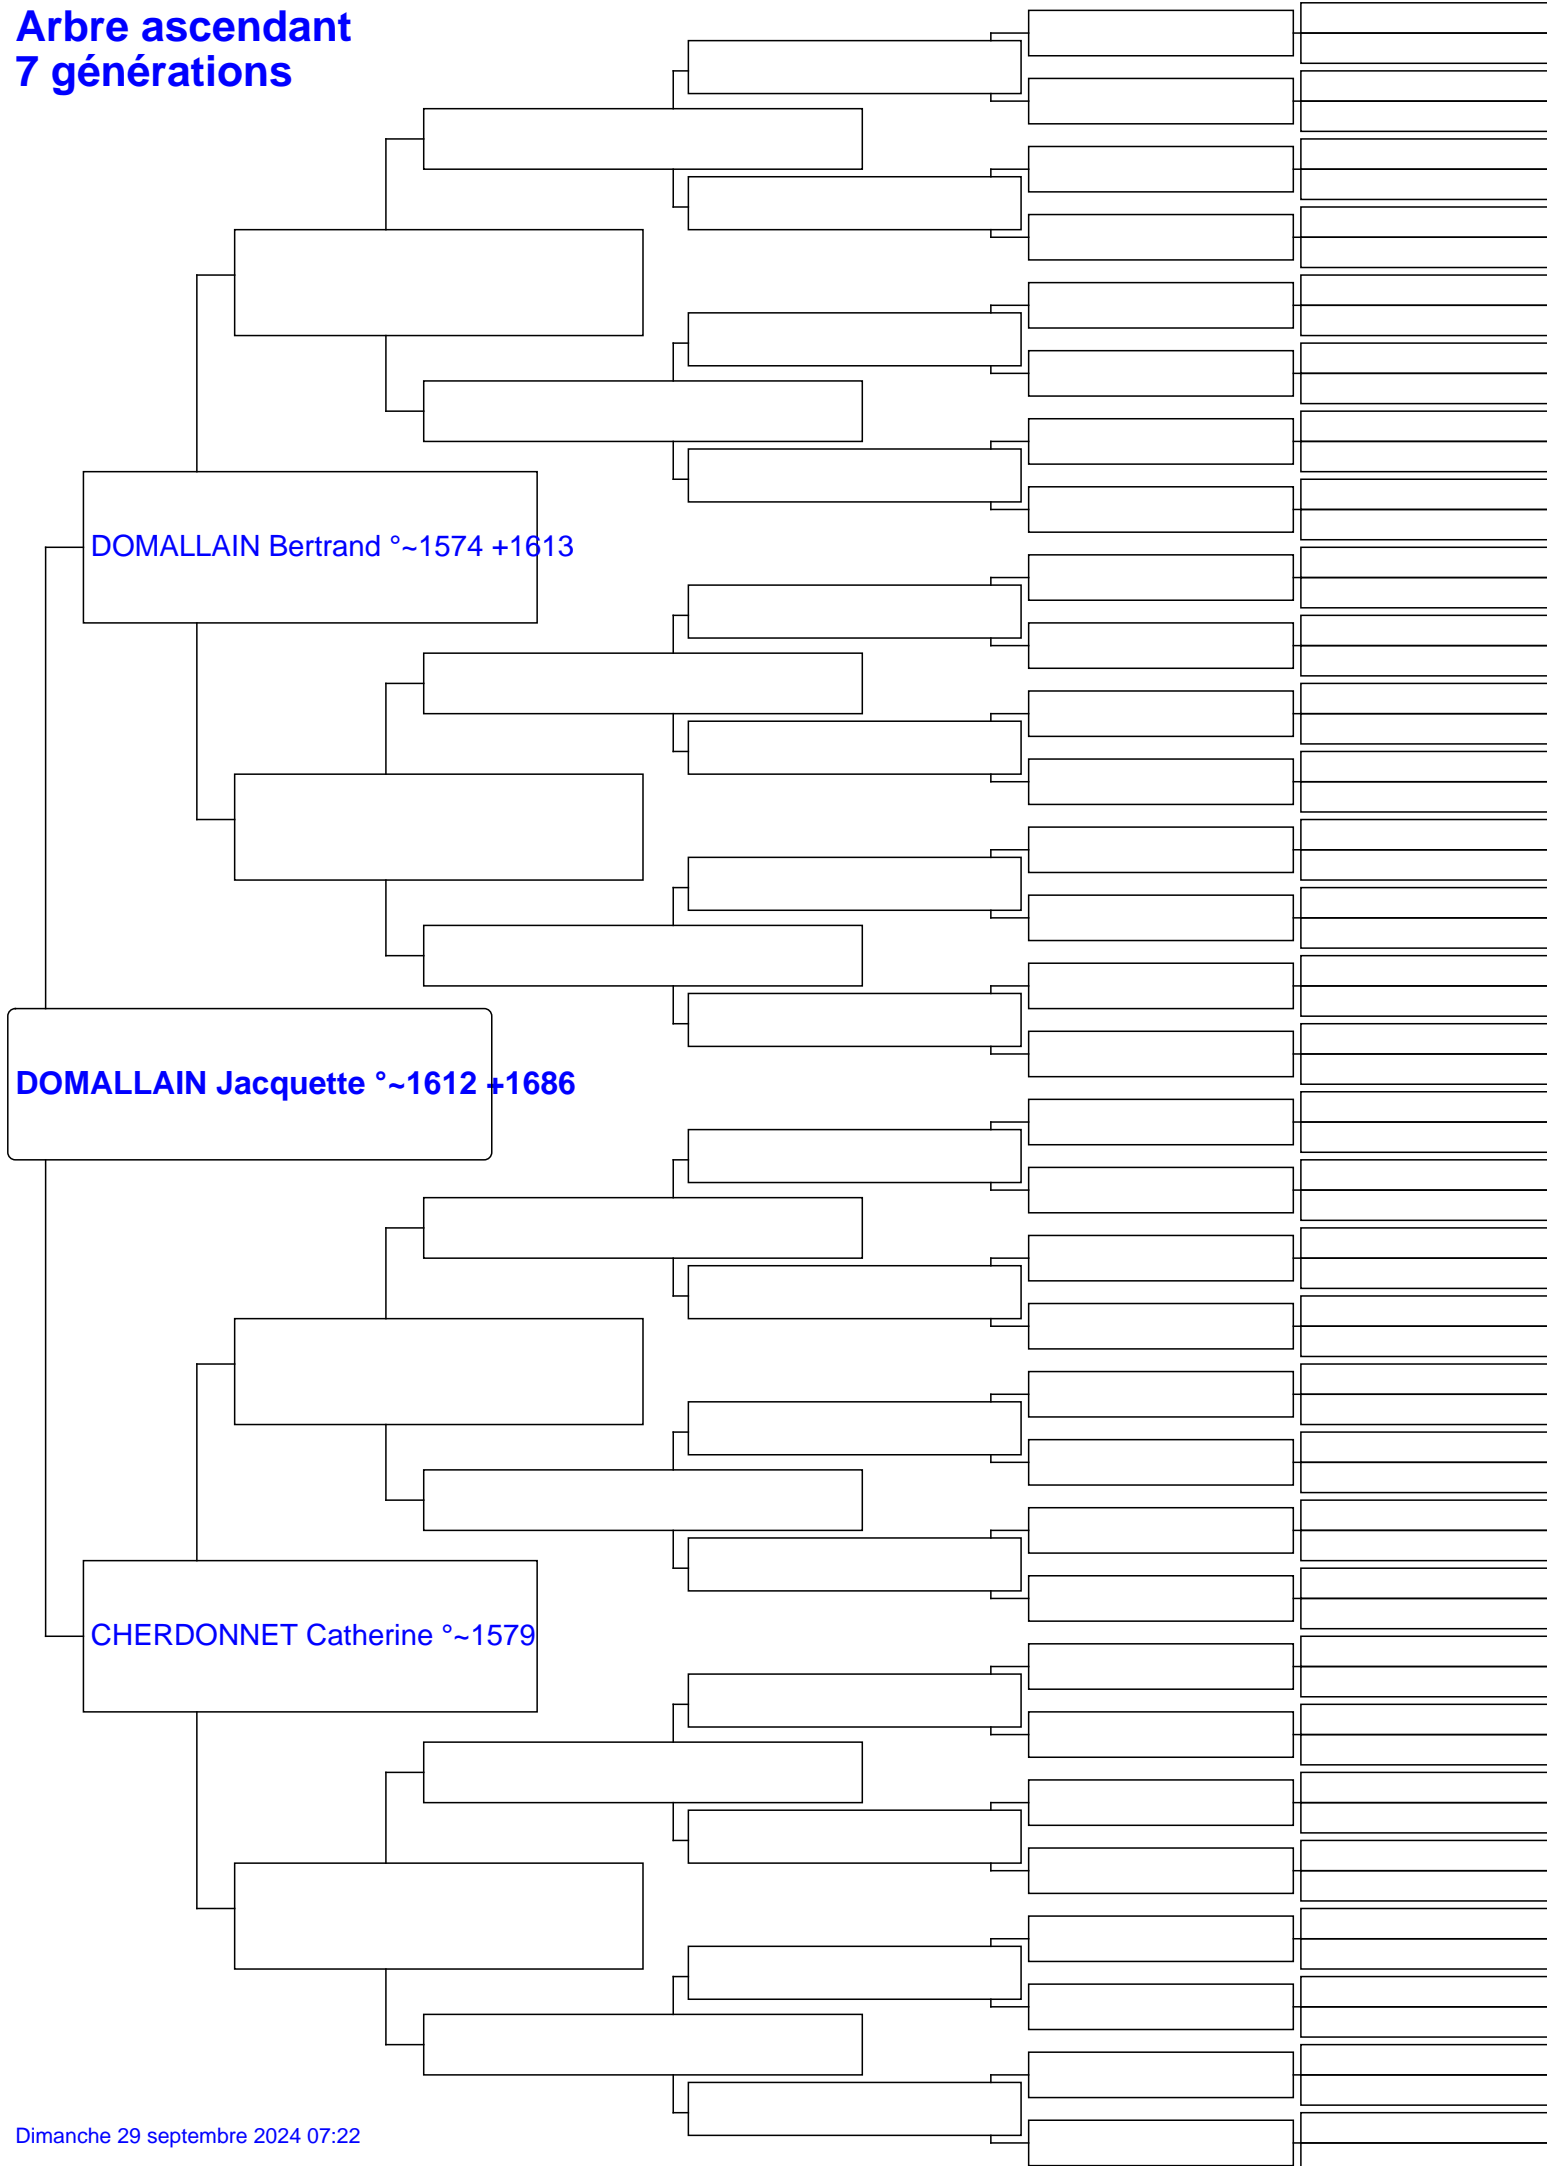 Arbre ascendant
7 générations
DOMALLAIN Bertrand °~1574 +1613
DOMALLAIN Jacquette °~1612 +1686
CHERDONNET Catherine °~1579
Dimanche 29 septembre 2024 07:22